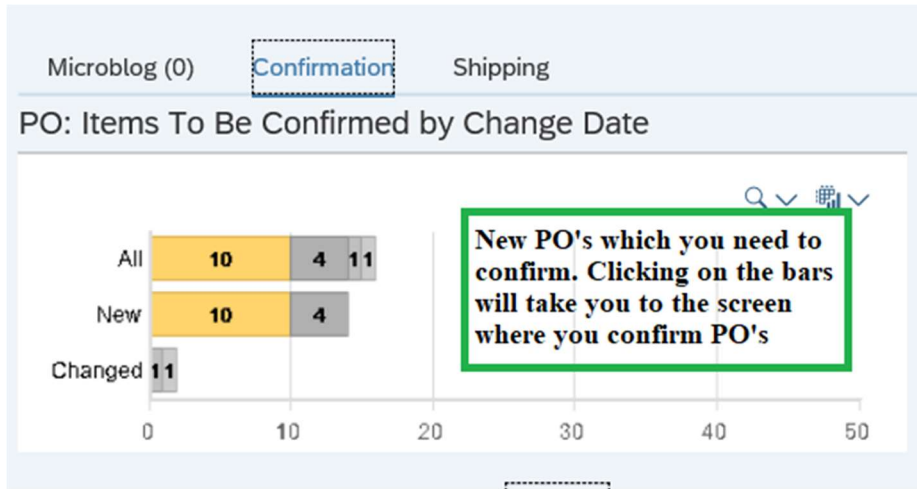 Microblog (0) Confirmation Shipping
PO: Items To Be Confirmed by Change Date
New PO's which you need to
confirm. Clicking on the bars
will take you to the screen
where you confirm PO's
All 10 4 1 1
New 10 4
Changed 1 1
0 10 20 30 40 50